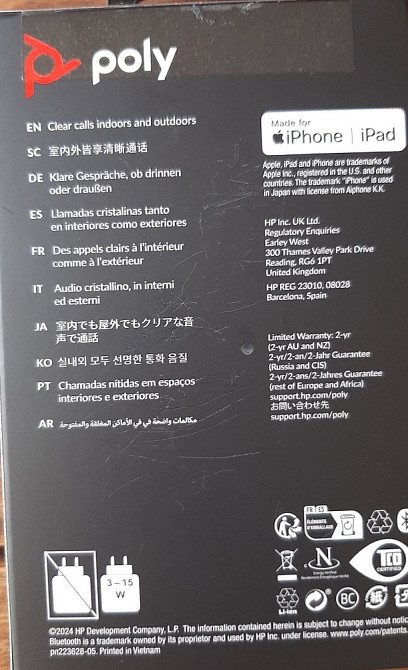 poly
EN Clear calls indoors and outdoors
SC 室内外皆享清晰通话
DE Klare Gespräche, ob drinnen
oder draußen
ES Llamadas cristalinas tanto
en interiores como exteriores
FR Des appels clairs à l'intérieur
comme à l'extérieur
IT Audio cristallino, in interni
ed esterni
JA 室内でも屋外でもクリアな音
声で通話
KO 실내외 모두 선명한 통화 음질
PT Chamadas nítidas em espaços
interiores e exteriores
AR مكالمات واضحة في في الأماكن المغلقة والمفتوحة.
Made for
iPhone | iPad
Apple, iPad and iPhone are trademarks of
Apple Inc., registered in the U.S. and other
countries. The trademark "iPhone" is used
in Japan with license from Aiphone K.K.
HP Inc. UK Ltd.
Regulatory Enquiries
Earley West
300 Thames Valley Park Drive
Reading, RG6 1PT
United Kingdom
HP REG 23010, 08028
Barcelona, Spain
Limited Warranty: 2-yr
(2-yr AU and NZ)
2-yr/2-an/2-Jahr Guarantee
(Russia and CIS)
2-yr/2-ans/2-Jahres Guarantee
(rest of Europe and Africa)
support.hp.com/poly
お問い合わせ先
support.hp.com/poly
FR ES
ÉLÉMENTS
D'EMBALLAGE
N
Energy Verified
TCO
CERTIFIED
Li-ion
BC
紙
3 – 15
W
©2024 HP Development Company, L.P. The information contained herein is subject to change without notic
Bluetooth is a trademark owned by its proprietor and used by HP Inc. under license. www.poly.com/patents.
pn223628-05. Printed in Vietnam